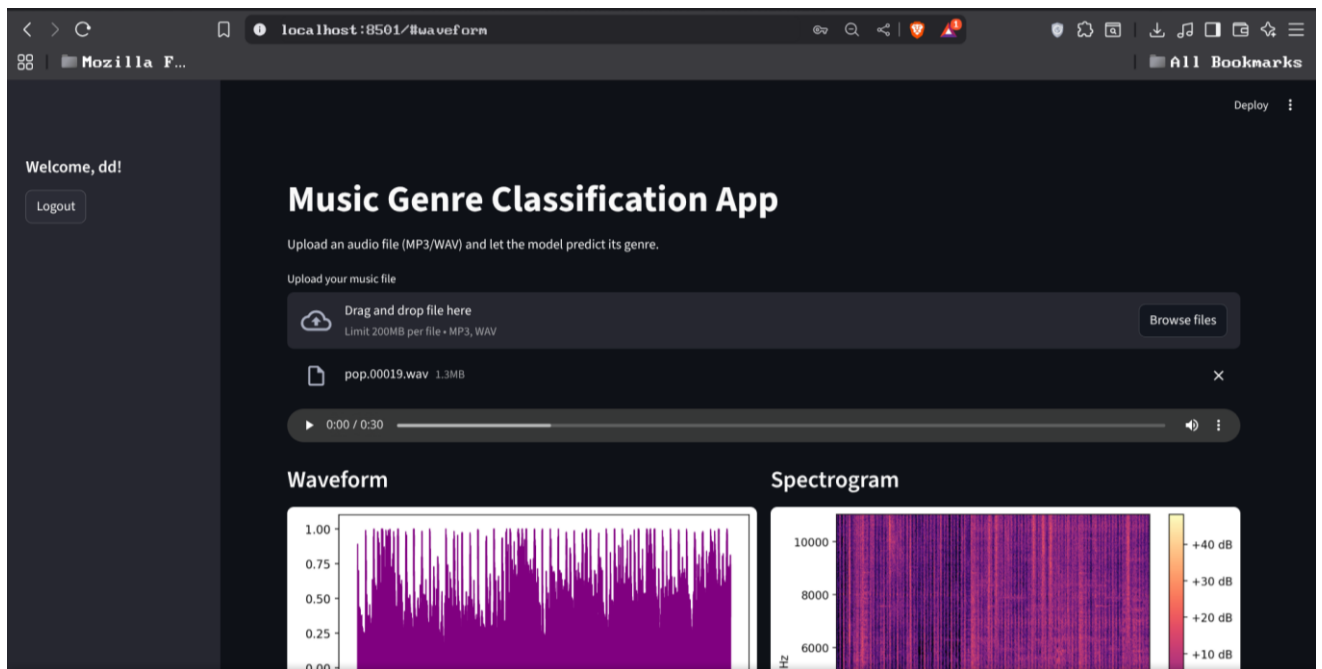 localhost:8501/#waveform
1
Mozilla F...
All Bookmarks
Deploy
Welcome, dd!
Logout
Music Genre Classification App
Upload an audio file (MP3/WAV) and let the model predict its genre.
Upload your music file
Drag and drop file here
Limit 200MB per file • MP3, WAV
Browse files
pop.00019.wav 1.3MB
0:00 / 0:30
Waveform
Spectrogram
1.00
0.75
0.50
0.25
0.00
10000
8000
6000
Hz
+40 dB
+30 dB
+20 dB
+10 dB